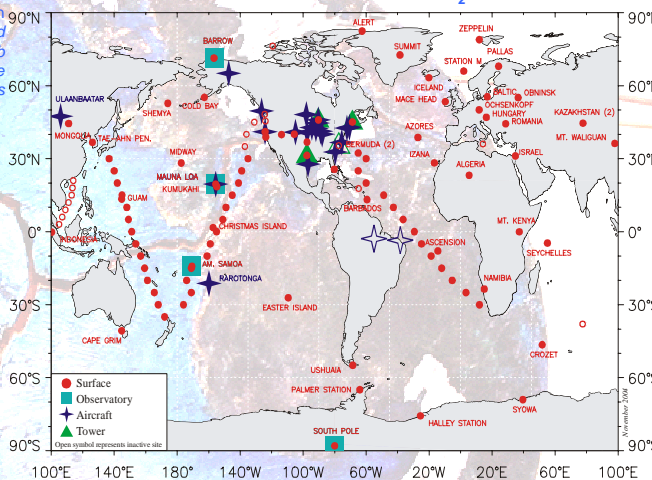 2
n
d
b
e
s
90°N
60°N
30°N
0°
30°S
60°S
90°S
90°N
60°N
30°N
0°
30°S
60°S
90°S
ALERT
ZEPPELIN
BARROW
SUMMIT
PALLAS
STATION M
ICELAND
BALTIC
OBNINSK
MACE HEAD
OCHSENKOPF
HUNGARY
ROMANIA
KAZAKHSTAN (2)
ULAANBAATAR
COLD BAY
SHEMYA
MONGOLIA
TAE-AHN PEN.
AZORES
MT. WALIGUAN
BERMUDA (2)
MIDWAY
IZANA
ISRAEL
ALGERIA
MAUNA LOA
KUMUKAHI
GUAM
BARBADOS
CHRISTMAS ISLAND
MT. KENYA
INDONESIA
ASCENSION
SEYCHELLES
AM. SAMOA
RAROTONGA
NAMIBIA
EASTER ISLAND
CAPE GRIM
CROZET
USHUAIA
PALMER STATION
SYOWA
HALLEY STATION
SOUTH POLE
Surface
Observatory
Aircraft
Tower
Open symbol represents inactive site
November 2004
100°E
140°E
180°
140°W
100°W
60°W
20°W
20°E
60°E
100°E